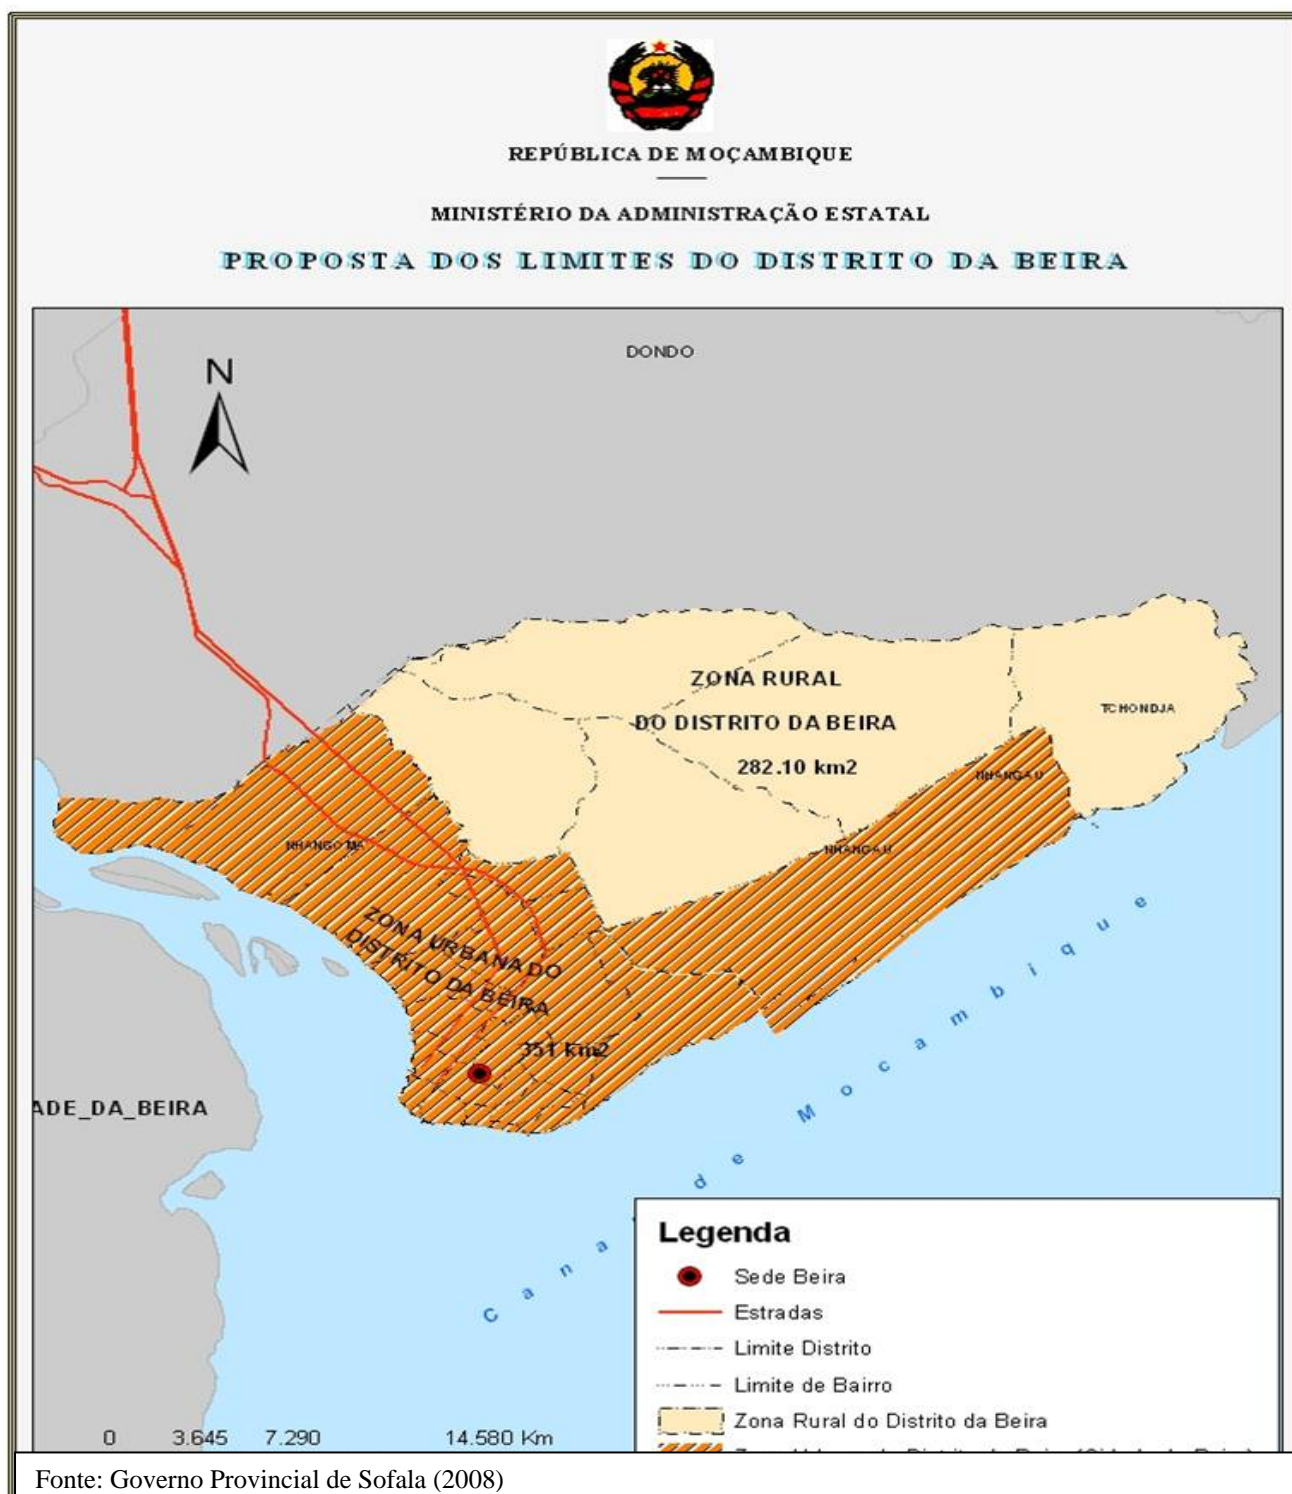 REPÚBLICA DE MOÇAMBIQUE
MINISTÉRIO DA ADMINISTRAÇÃO ESTATAL
PROPOSTA DOS LIMITES DO DISTRITO DA BEIRA
DONDO
N
ZONA RURAL
DO DISTRITO DA BEIRA
282.10 km2
TCHONDJA
NHANGAU
NHANGOMA
NHANGAU
ZONA URBANA DO
DISTRITO DA BEIRA
351 km2
ADE_DA_BEIRA
Canal de Mocambique
Legenda
Sede Beira
Estradas
Limite Distrito
Limite de Bairro
Zona Rural do Distrito da Beira
0 3.645 7.290 14.580 Km
Fonte: Governo Provincial de Sofala (2008)